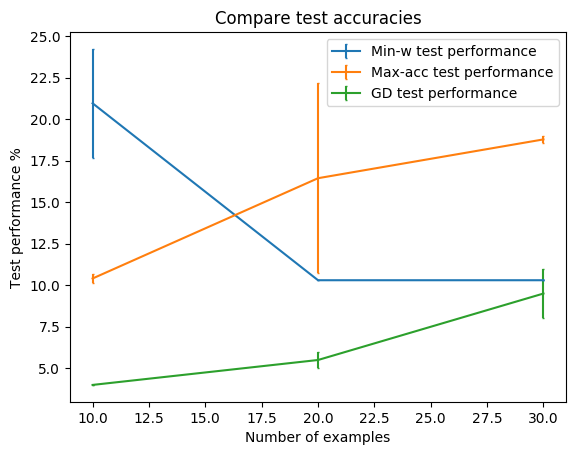 Compare test accuracies
Min-w test performance
Max-acc test performance
GD test performance
Test performance %
25.0
22.5
20.0
17.5
15.0
12.5
10.0
7.5
5.0
10.0 12.5 15.0 17.5 20.0 22.5 25.0 27.5 30.0
Number of examples